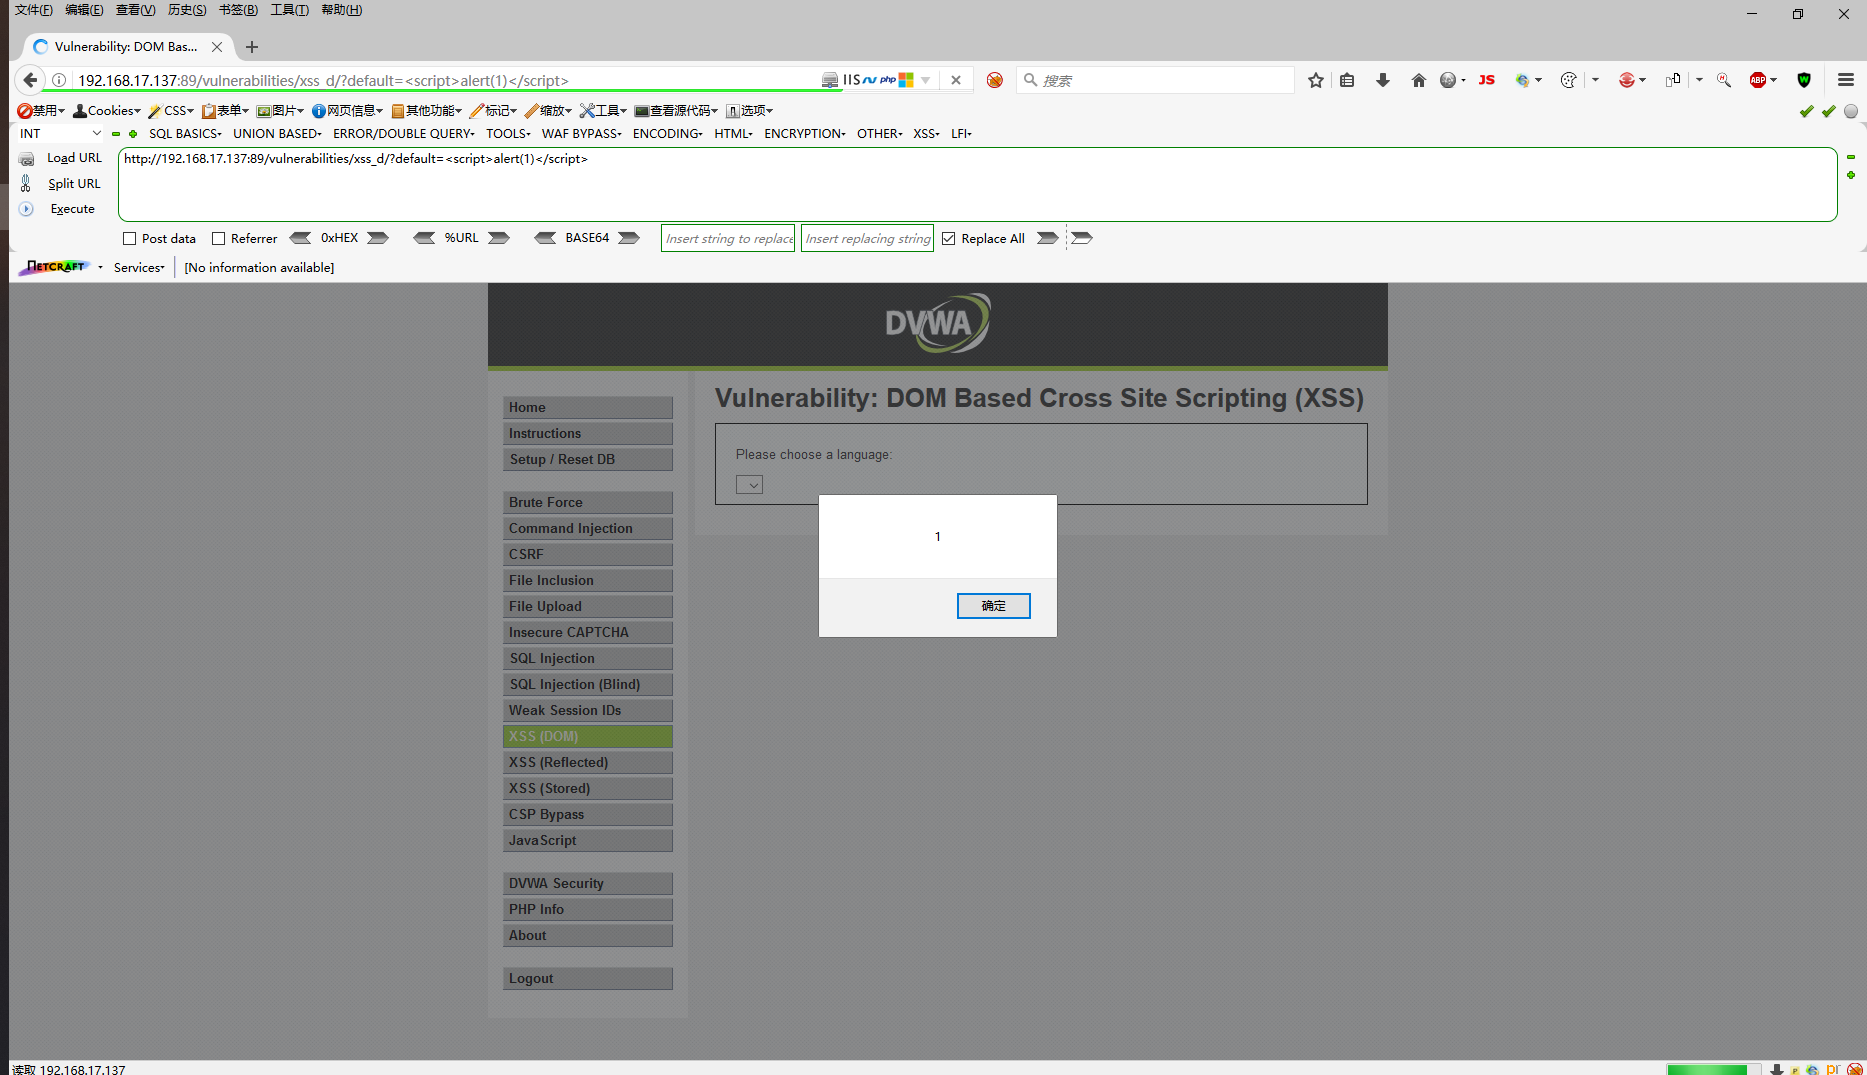 文件(F) 编辑(E) 查看(V) 历史(S) 书签(B) 工具(T) 帮助(H)
Vulnerability: DOM Bas...
192.168.17.137:89/vulnerabilities/xss_d/?default=<script>alert(1)</script>
IIS php
搜索
JS
ABP
禁用 Cookies CSS 表单 图片 网页信息 其他功能 标记 缩放 工具 查看源代码 选项
INT SQL BASICS UNION BASED ERROR/DOUBLE QUERY TOOLS WAF BYPASS ENCODING HTML ENCRYPTION OTHER XSS LFI
Load URL
http://192.168.17.137:89/vulnerabilities/xss_d/?default=<script>alert(1)</script>
Split URL
Execute
Post data Referrer 0xHEX %URL BASE64 Insert string to replace Insert replacing string Replace All
NETCRAFT Services [No information available]
DVWA
Vulnerability: DOM Based Cross Site Scripting (XSS)
Please choose a language:
Home
Instructions
Setup / Reset DB
Brute Force
Command Injection
CSRF
File Inclusion
File Upload
Insecure CAPTCHA
SQL Injection
SQL Injection (Blind)
Weak Session IDs
XSS (DOM)
XSS (Reflected)
XSS (Stored)
CSP Bypass
JavaScript
DVWA Security
PHP Info
About
Logout
1
确定
读取 192.168.17.137